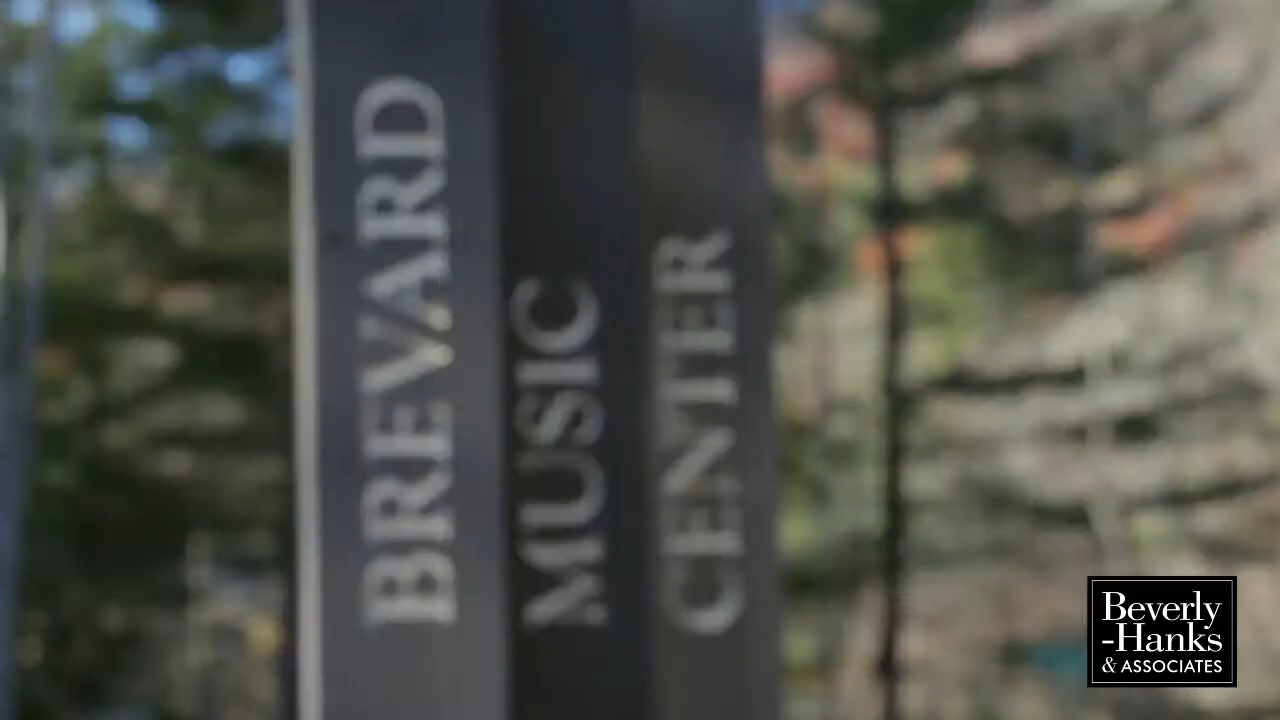 BREVARD
MUSIC
CENTER
Beverly
-Hanks
& ASSOCIATES